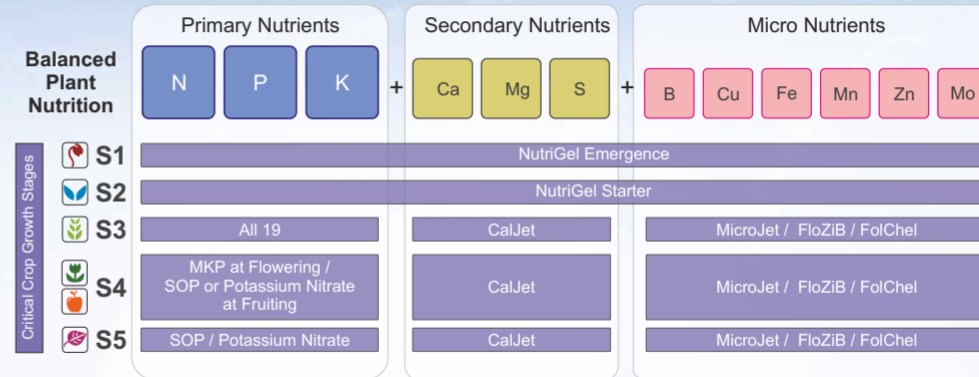 Primary Nutrients
Secondary Nutrients
Micro Nutrients
Balanced
Plant
Nutrition
N P K + Ca Mg S + B Cu Fe Mn Zn Mo
Critical Crop Growth Stages
S1 NutriGel Emergence
S2 NutriGel Starter
S3 All 19 CalJet MicroJet / FloZiB / FolChel
S4 MKP at Flowering /
SOP or Potassium Nitrate
at Fruiting
CalJet MicroJet / FloZiB / FolChel
S5 SOP / Potassium Nitrate CalJet MicroJet / FloZiB / FolChel